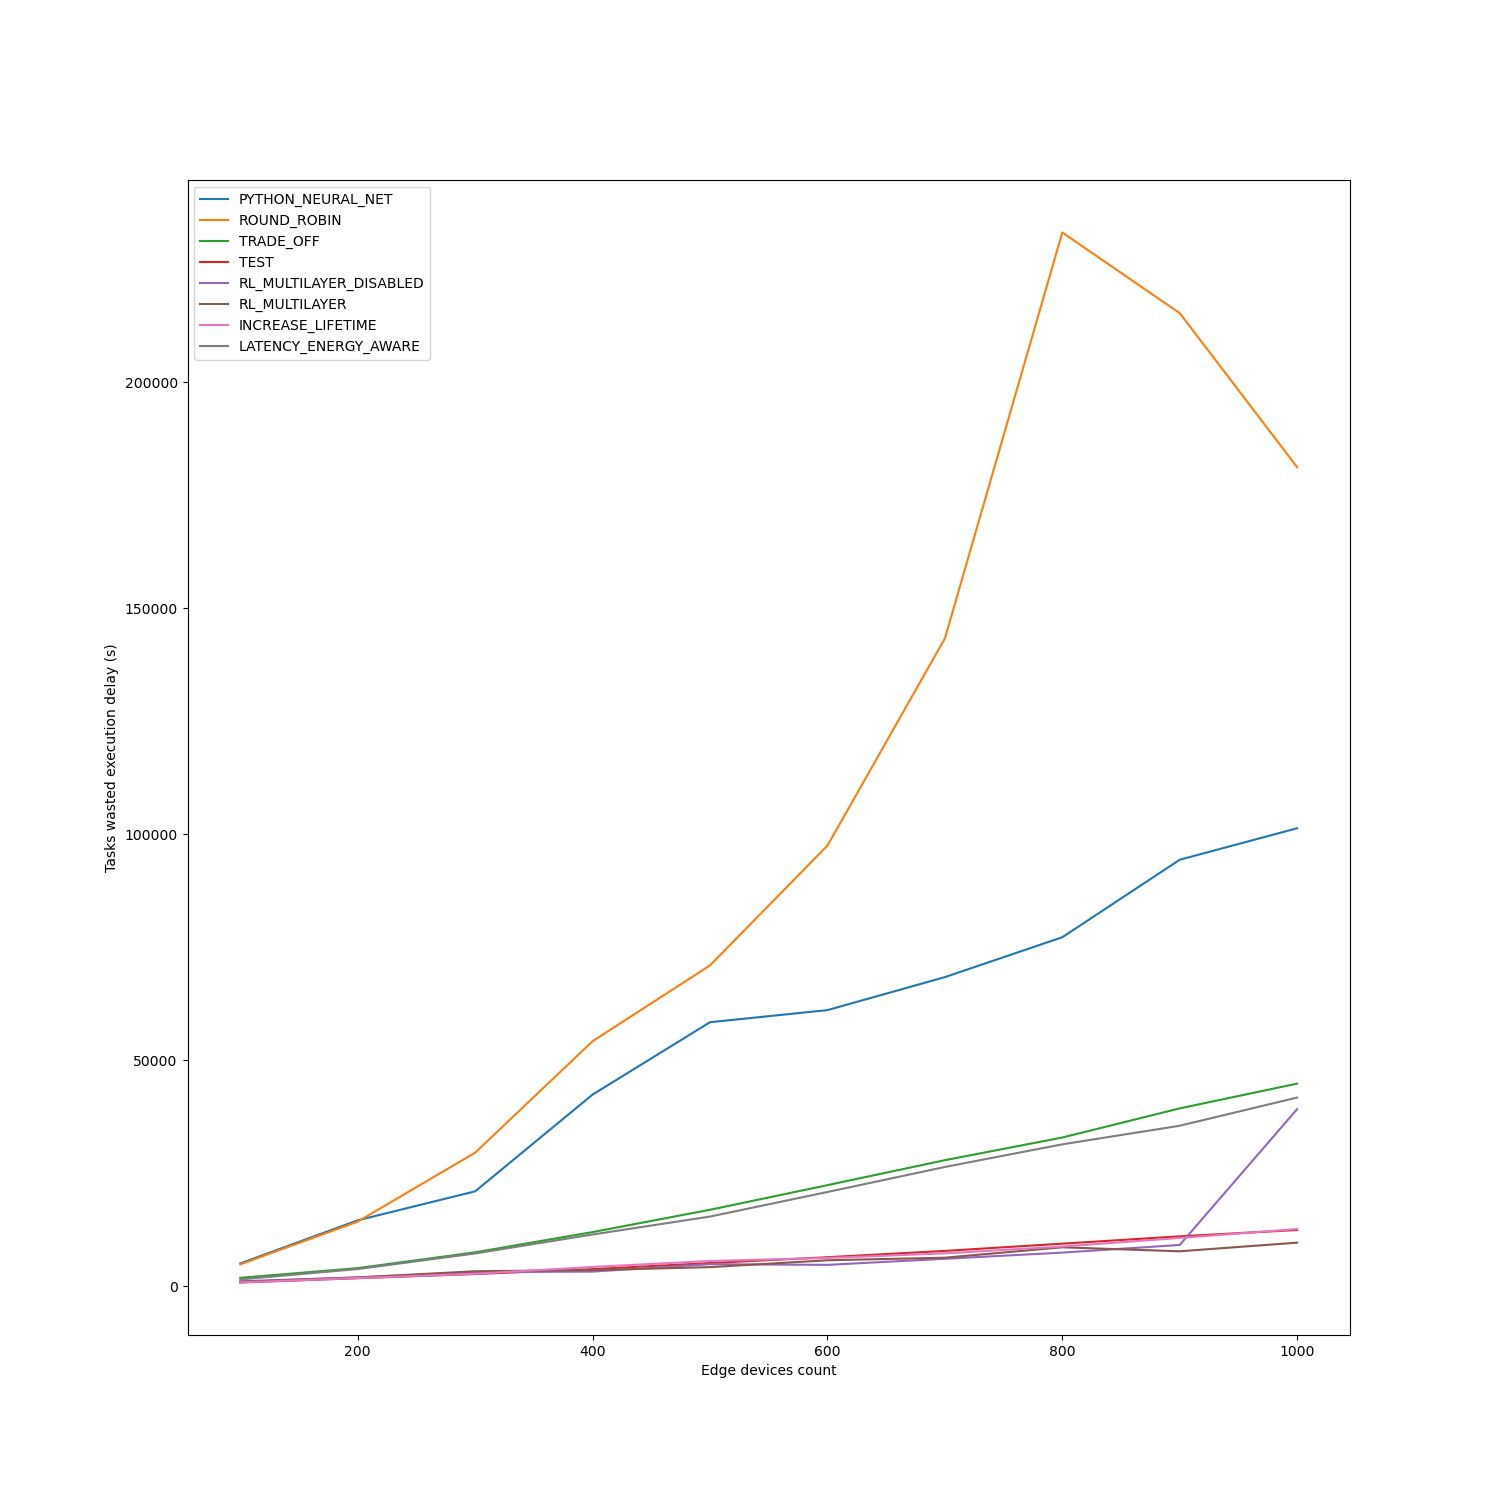 PYTHON_NEURAL_NET
ROUND_ROBIN
TRADE_OFF
TEST
RL_MULTILAYER_DISABLED
RL_MULTILAYER
INCREASE_LIFETIME
LATENCY_ENERGY_AWARE
200000
150000
100000
50000
0
Tasks wasted execution delay (s)
200 400 600 800 1000
Edge devices count